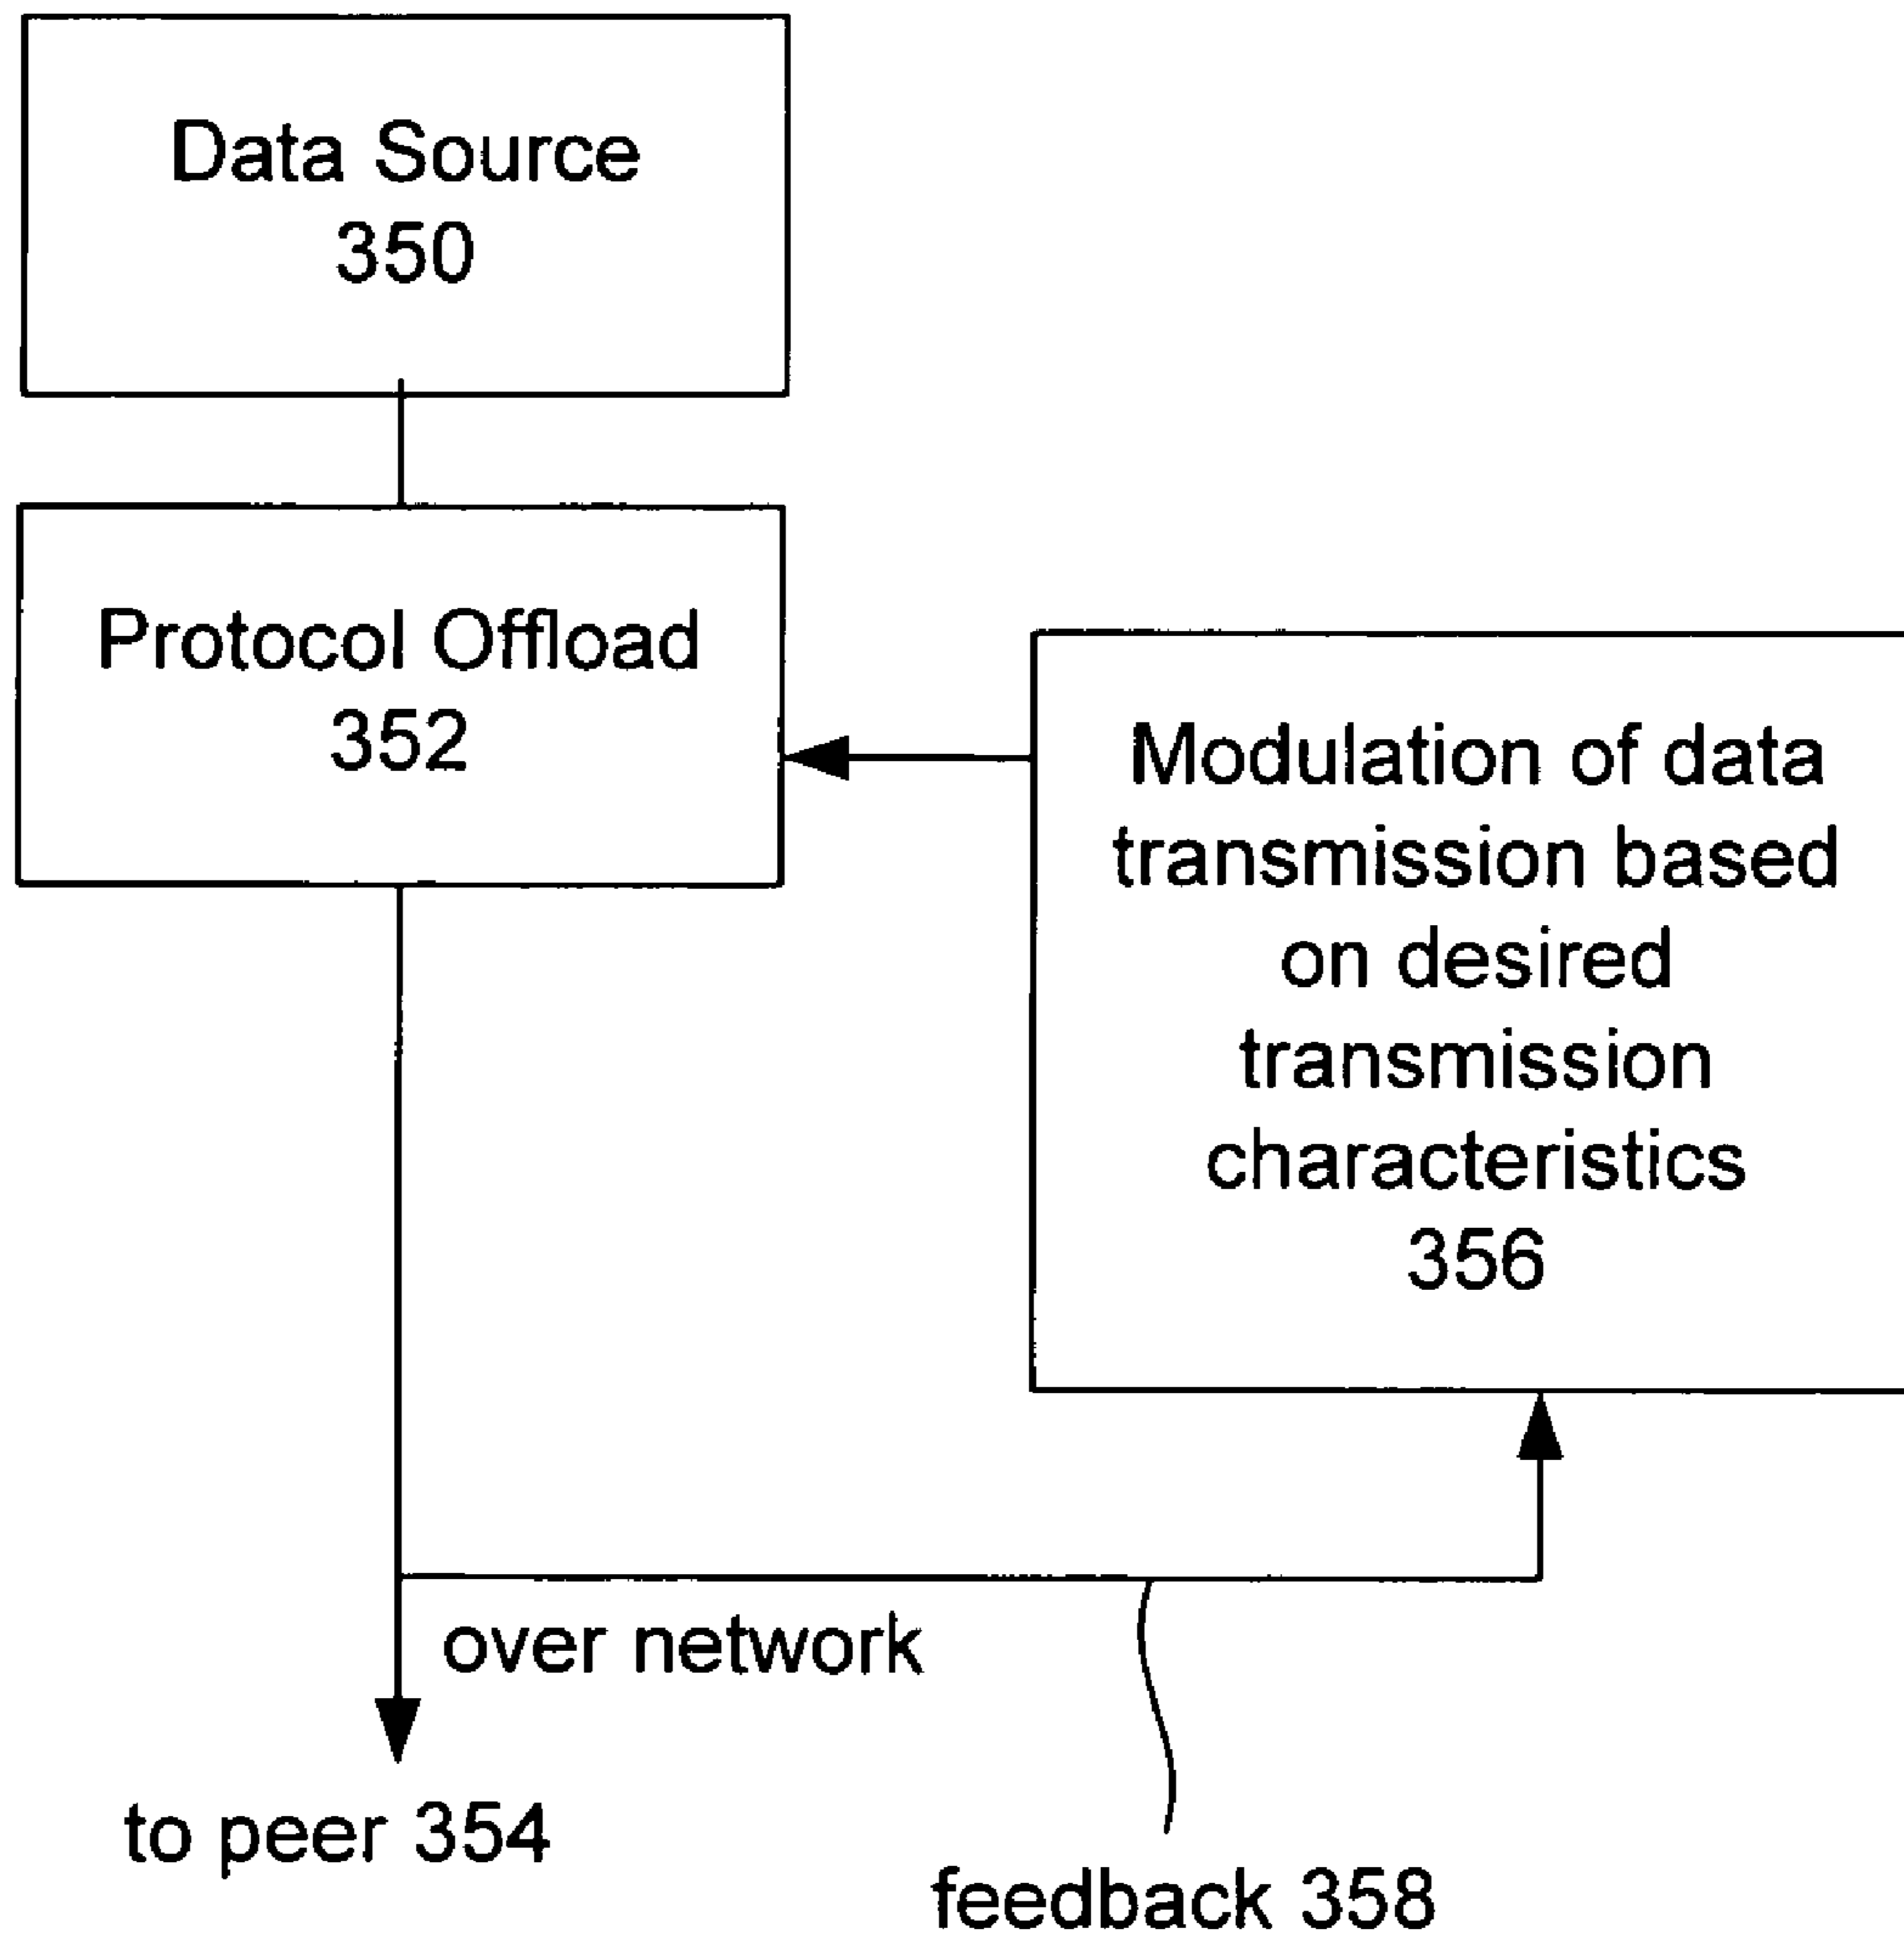 Data Source
350
Protocol Offload
352
Modulation of data
transmission based
on desired
transmission
characteristics
356
over network
to peer 354
feedback 358